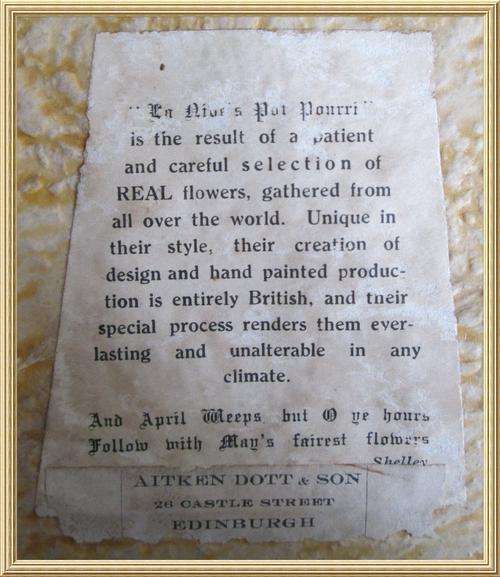 "La Nive's Pot Pourri"
is the result of a patient
and careful selection of
REAL flowers, gathered from
all over the world. Unique in
their style, their creation of
design and hand painted produc-
tion is entirely British, and their
special process renders them ever-
lasting and unalterable in any
climate.
And April Weeps but O ye hours
Follow with May's fairest flowers
Shelley
AITKEN DOTT & SON
26 CASTLE STREET
EDINBURGH